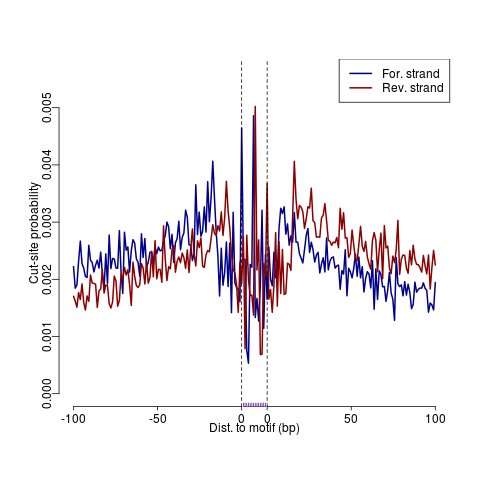 For. strand
Rev. strand
Cut-site probability
0.005
0.004
0.003
0.002
0.001
0.000
-100 -50 0 0 50 100
Dist. to motif (bp)